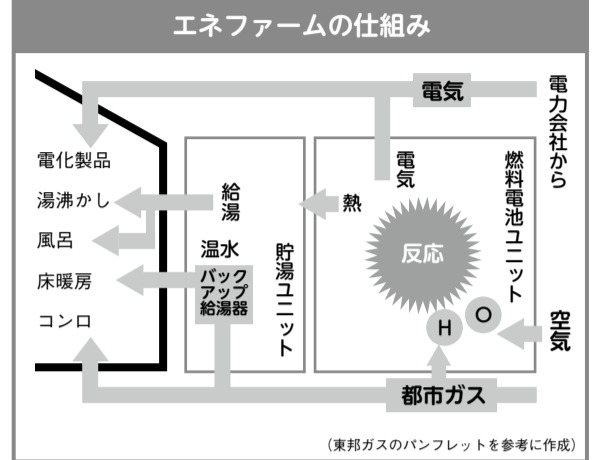 エネファームの仕組み
電気
電力会社から
電化製品
湯沸かし
風呂
床暖房
コンロ
給湯
温水
バック
アップ
給湯器
貯湯ユニット
熱
電気
燃料電池ユニット
反応
H
O
空気
都市ガス
(東邦ガスのパンフレットを参考に作成)